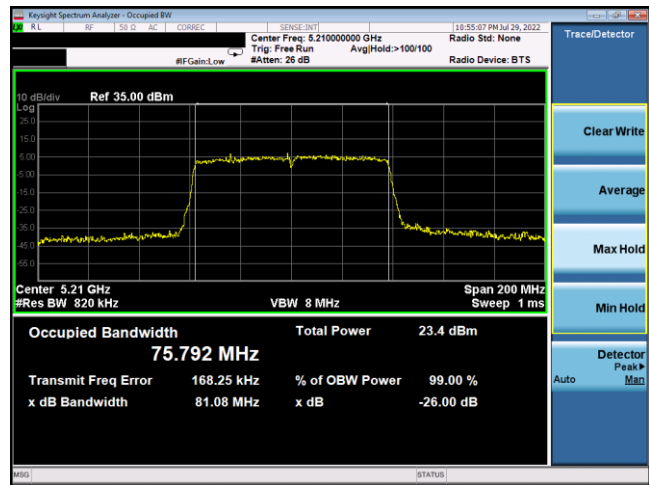 Keysight Spectrum Analyzer - Occupied BW
RL RF 50 Ω AC CORREC SENSE:INT 10:55:07 PM Jul 29, 2022
Center Freq: 5.210000000 GHz Radio Std: None
Trig: Free Run Avg|Hold:>100/100
#IFGain:Low #Atten: 26 dB Radio Device: BTS
Trace/Detector
10 dB/div Ref 35.00 dBm
Log
25.0
15.0
5.00
-5.00
-15.0
-25.0
-35.0
-45.0
-55.0
Center 5.21 GHz Span 200 MHz
#Res BW 820 kHz VBW 8 MHz Sweep 1 ms
Occupied Bandwidth Total Power 23.4 dBm
75.792 MHz
Transmit Freq Error 168.25 kHz % of OBW Power 99.00 %
x dB Bandwidth 81.08 MHz x dB -26.00 dB
Clear Write
Average
Max Hold
Min Hold
Detector
Peak▶
Auto Man
MSG STATUS